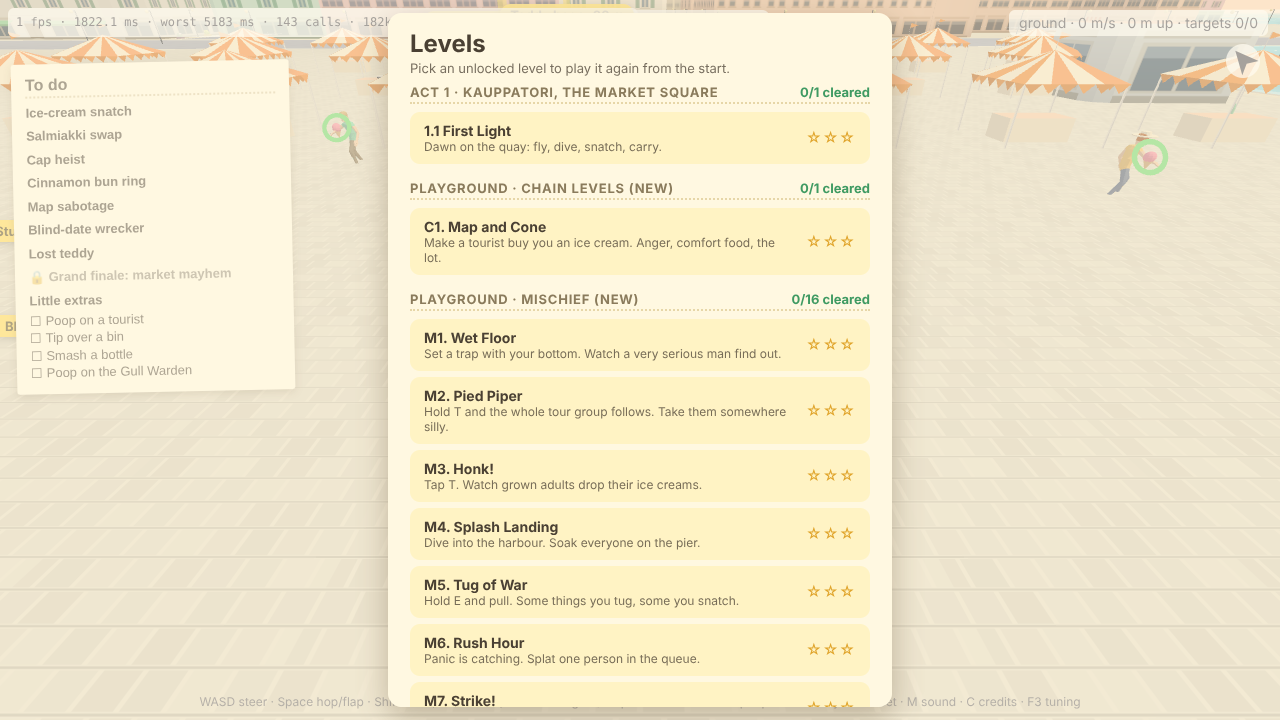 1 fps · 1822.1 ms · worst 5183 ms · 143 calls · 182k
ground · 0 m/s · 0 m up · targets 0/0
To do
Ice-cream snatch
Salmiakki swap
Cap heist
Cinnamon bun ring
Map sabotage
Blind-date wrecker
Lost teddy
🔒 Grand finale: market mayhem
Little extras
☐ Poop on a tourist
☐ Tip over a bin
☐ Smash a bottle
☐ Poop on the Gull Warden
Levels
Pick an unlocked level to play it again from the start.
ACT 1 · KAUPPATORI, THE MARKET SQUARE 0/1 cleared
1.1 First Light
Dawn on the quay: fly, dive, snatch, carry.
☆☆☆
PLAYGROUND · CHAIN LEVELS (NEW) 0/1 cleared
C1. Map and Cone
Make a tourist buy you an ice cream. Anger, comfort food, the
lot.
☆☆☆
PLAYGROUND · MISCHIEF (NEW) 0/16 cleared
M1. Wet Floor
Set a trap with your bottom. Watch a very serious man find out.
☆☆☆
M2. Pied Piper
Hold T and the whole tour group follows. Take them somewhere
silly.
☆☆☆
M3. Honk!
Tap T. Watch grown adults drop their ice creams.
☆☆☆
M4. Splash Landing
Dive into the harbour. Soak everyone on the pier.
☆☆☆
M5. Tug of War
Hold E and pull. Some things you tug, some you snatch.
☆☆☆
M6. Rush Hour
Panic is catching. Splat one person in the queue.
☆☆☆
M7. Strike!
☆☆☆
WASD steer · Space hop/flap · · M sound · C credits · F3 tuning